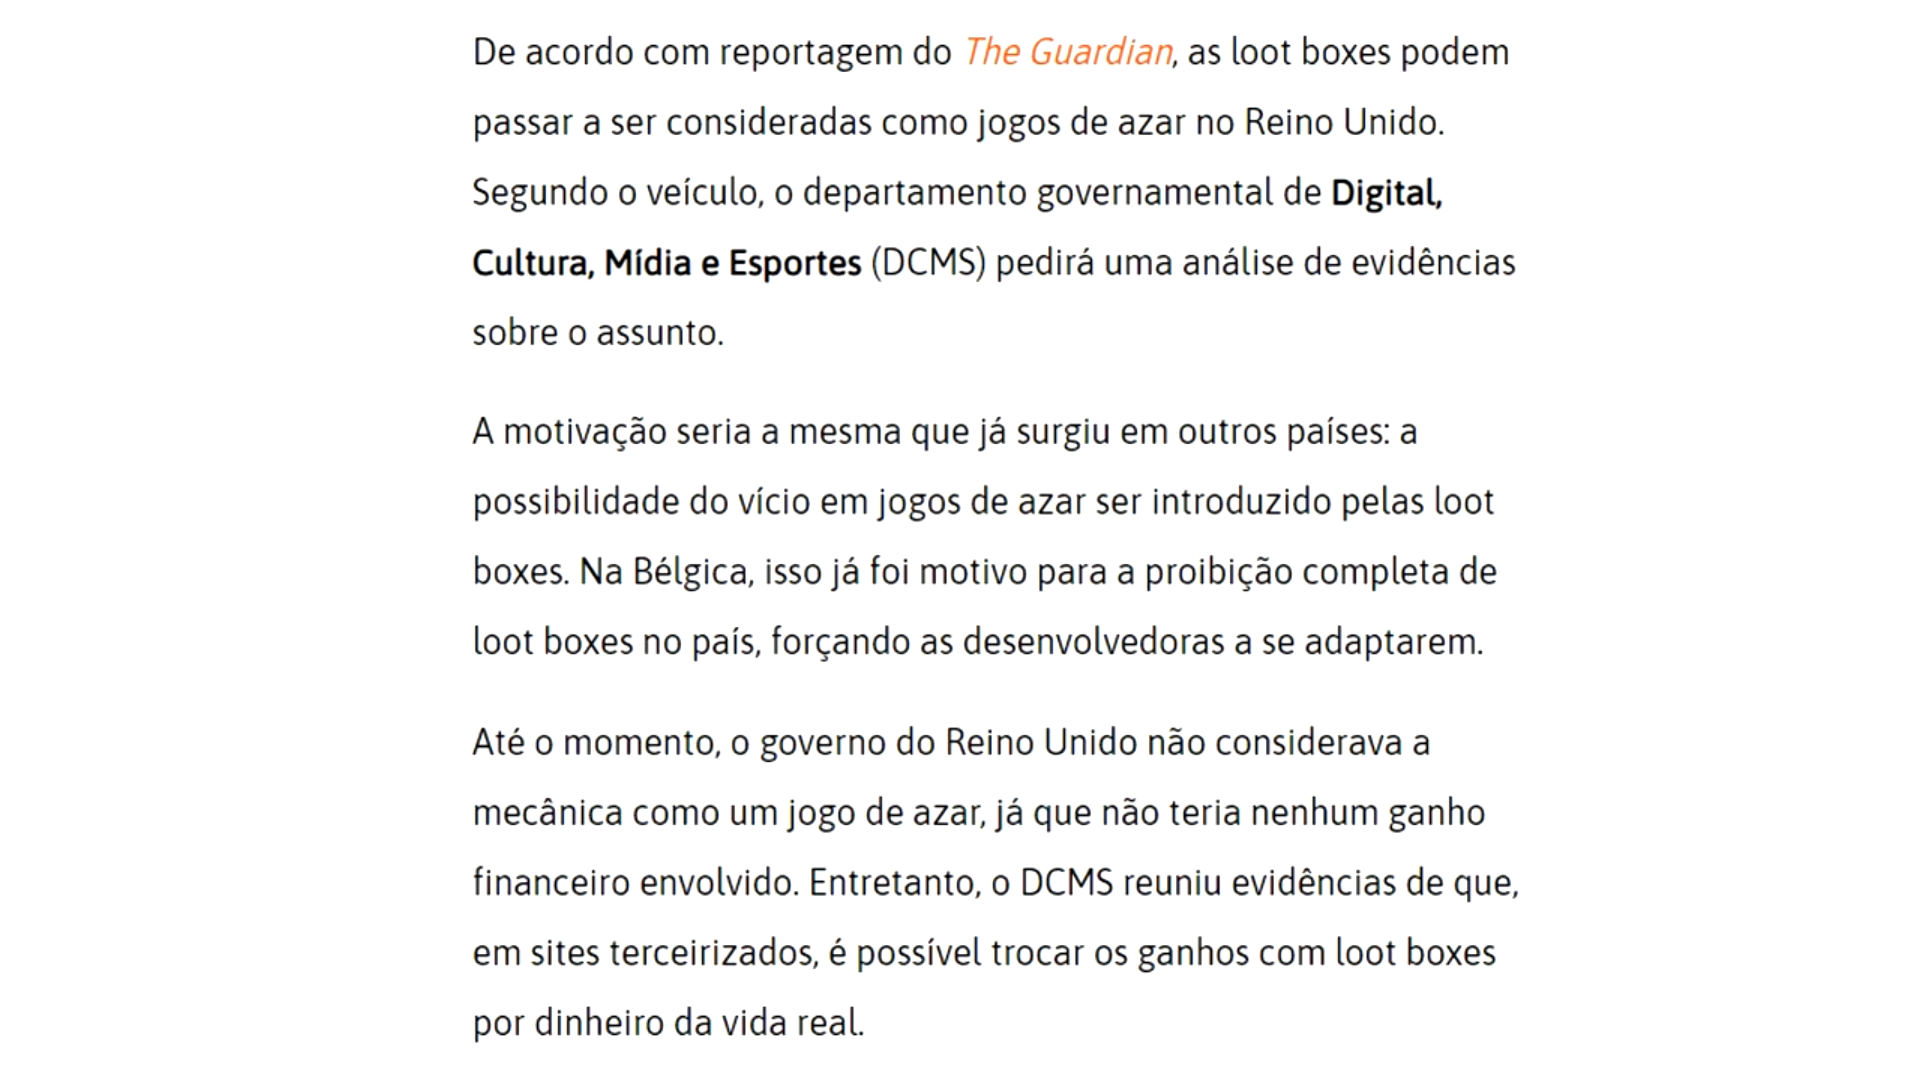 De acordo com reportagem do The Guardian, as loot boxes podem
passar a ser consideradas como jogos de azar no Reino Unido.
Segundo o veículo, o departamento governamental de Digital,
Cultura, Mídia e Esportes (DCMS) pedirá uma análise de evidências
sobre o assunto.
A motivação seria a mesma que já surgiu em outros países: a
possibilidade do vício em jogos de azar ser introduzido pelas loot
boxes. Na Bélgica, isso já foi motivo para a proibição completa de
loot boxes no país, forçando as desenvolvedoras a se adaptarem.
Até o momento, o governo do Reino Unido não considerava a
mecânica como um jogo de azar, já que não teria nenhum ganho
financeiro envolvido. Entretanto, o DCMS reuniu evidências de que,
em sites terceirizados, é possível trocar os ganhos com loot boxes
por dinheiro da vida real.